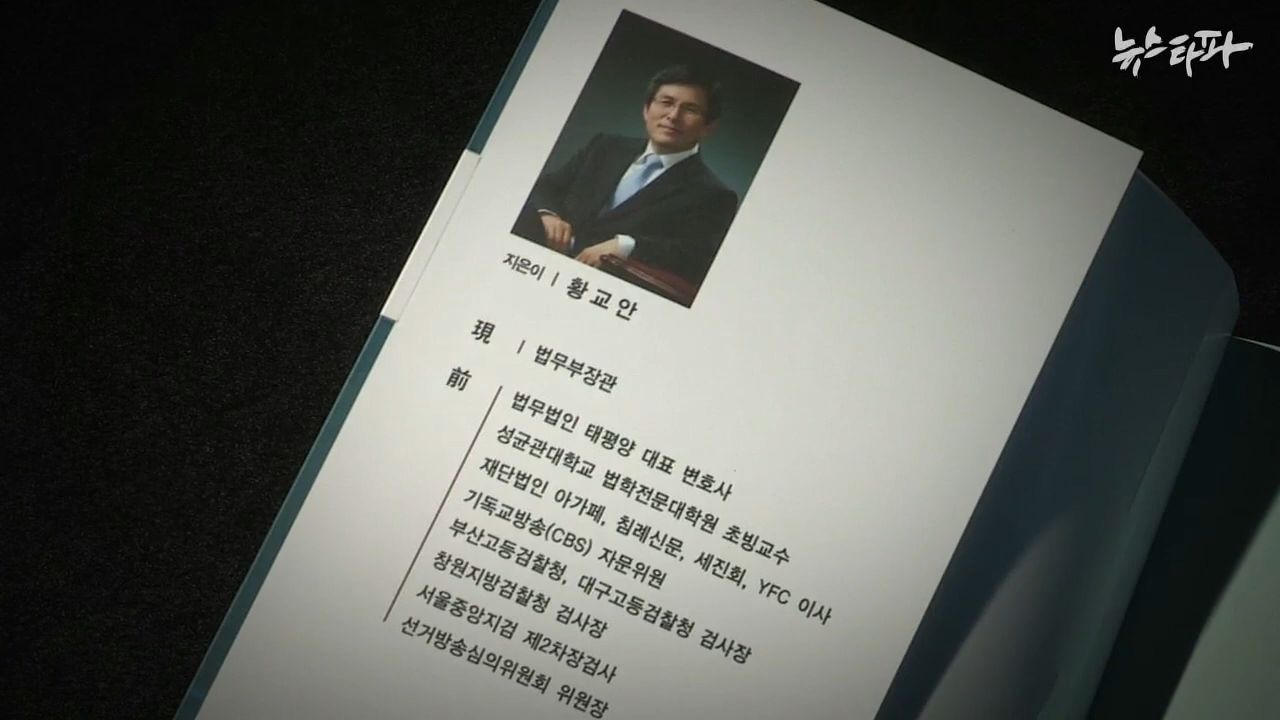 뉴스타파
지은이 | 황교안
現 | 법무부장관
前 법무법인 태평양 대표 변호사
성균관대학교 법학전문대학원 초빙교수
재단법인 아가페, 침례신문, 세진회, YFC 이사
기독교방송(CBS) 자문위원
부산고등검찰청, 대구고등검찰청 검사장
창원지방검찰청 검사장
서울중앙지검 제2차장검사
선거방송심의위원회 위원장